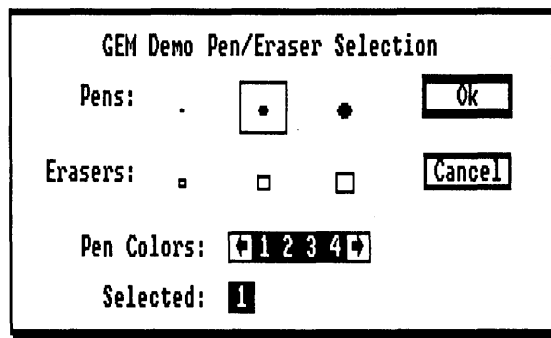 GEM Demo Pen/Eraser Selection
Pens:
Ok
Erasers:
Cancel
Pen Colors: 1 2 3 4
Selected: 1